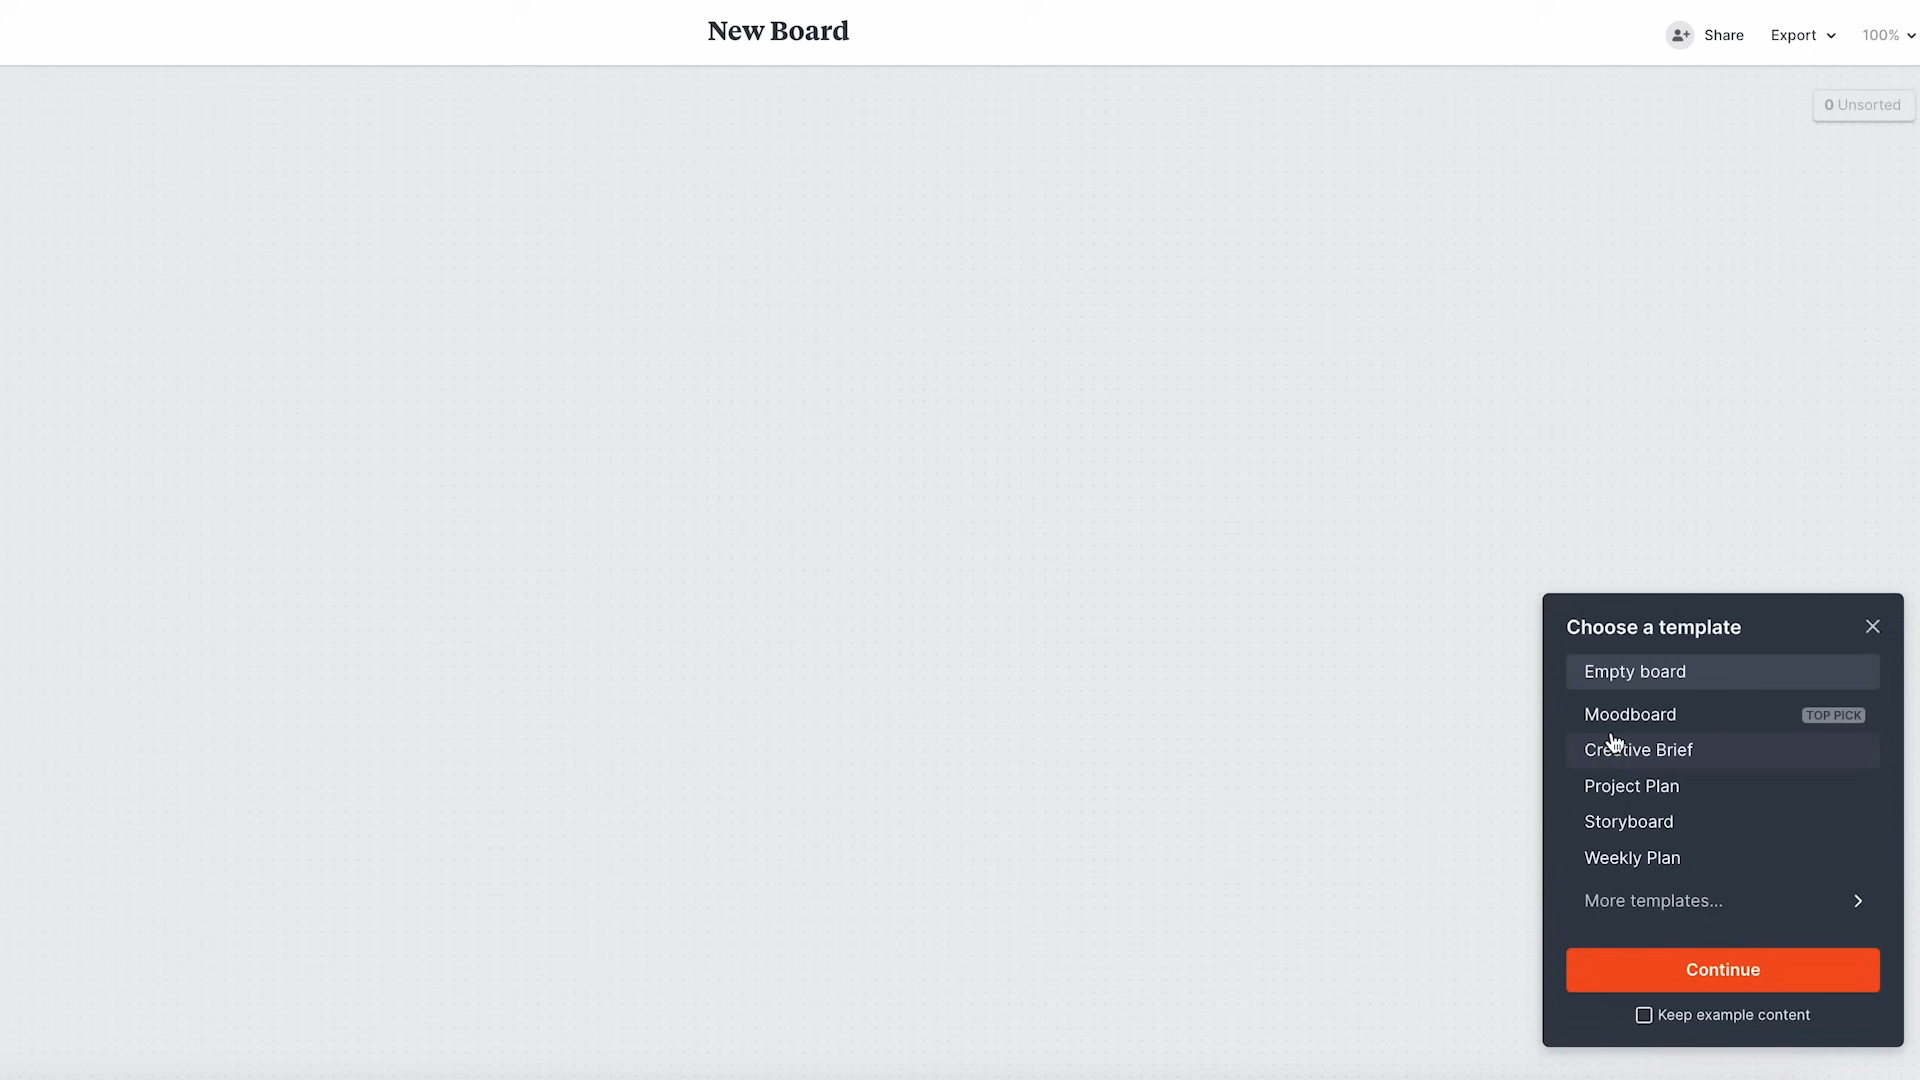 New Board
Share
Export
100%
0 Unsorted
Choose a template
Empty board
Moodboard
TOP PICK
Creative Brief
Project Plan
Storyboard
Weekly Plan
More templates...
Continue
Keep example content